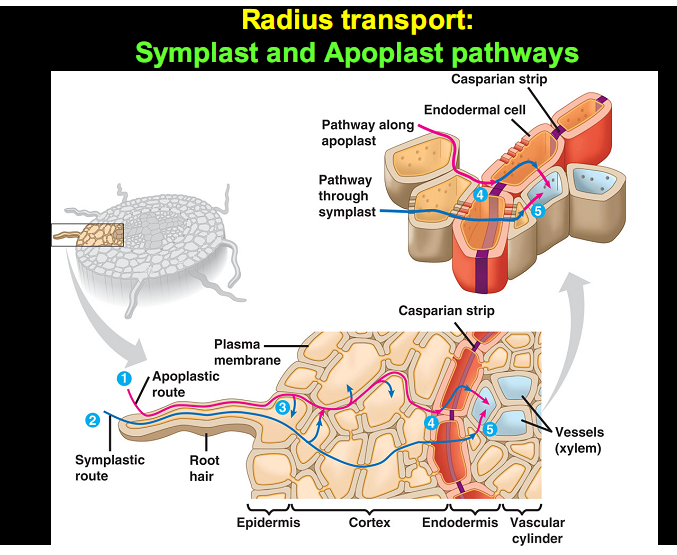 Radius transport:
Symplast and Apoplast pathways
Casparian strip
Endodermal cell
Pathway along
apoplast
Pathway
through
symplast
4
5
Casparian strip
Plasma
membrane
1
Apoplastic
route
2
3
4
5
Vessels
(xylem)
Symplastic
route
Root
hair
Epidermis
Cortex
Endodermis
Vascular
cylinder